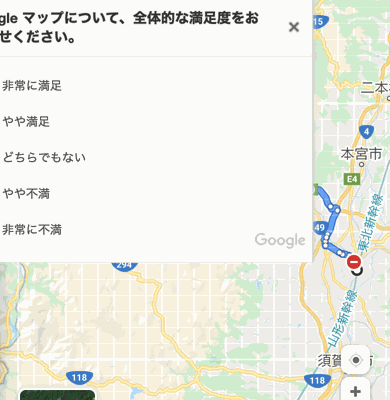 gle マップについて、全体的な満足度をお
せください。
×
非常に満足
やや満足
どちらでもない
やや不満
非常に不満
Google
二本
4
本宮市
E4
49
東北新幹線
294
山形新幹線
須賀
市
118
118